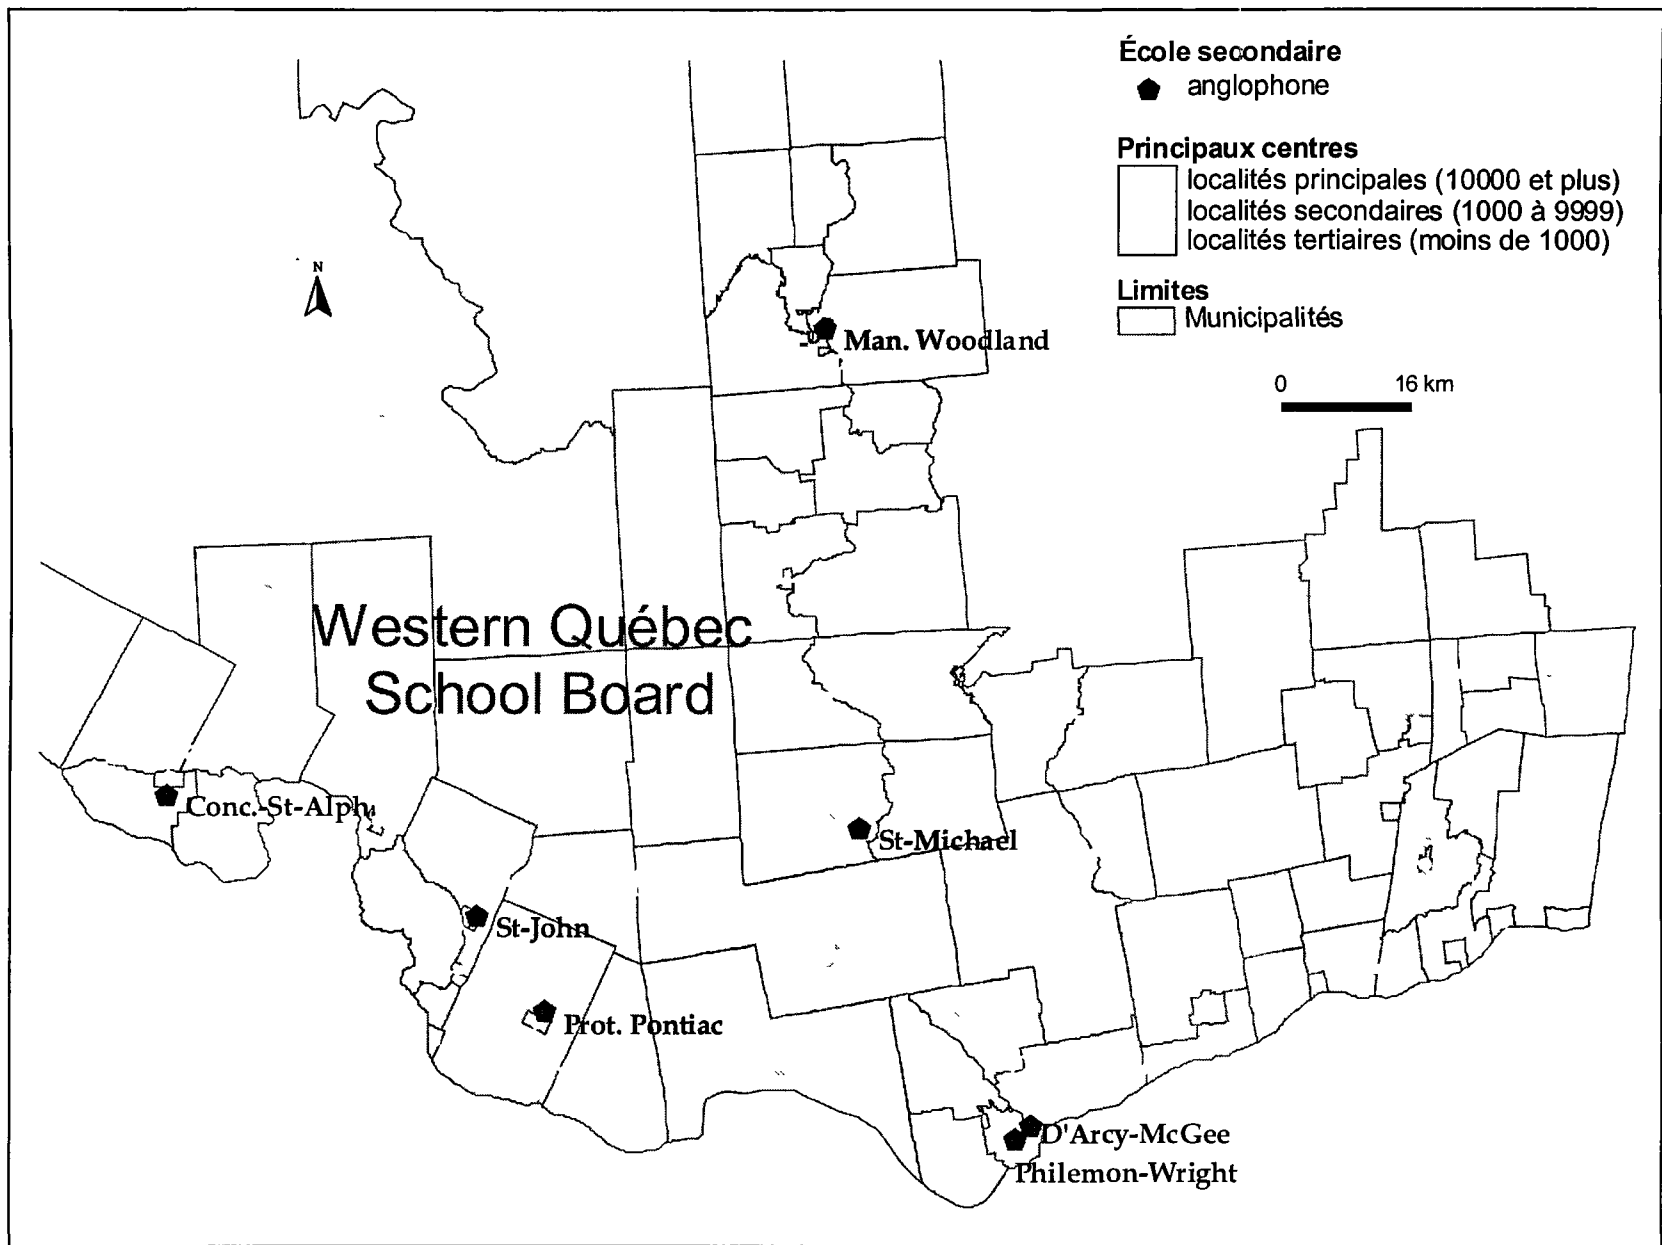 École secondaire
anglophone
Principaux centres
localités principales (10000 et plus)
localités secondaires (1000 à 9999)
localités tertiaires (moins de 1000)
Limites
Municipalités
N
0 16 km
Man. Woodland
Western Québec
School Board
Conc.-St-Alph.
St-Michael
St-John
Prot. Pontiac
D'Arcy-McGee
Philemon-Wright